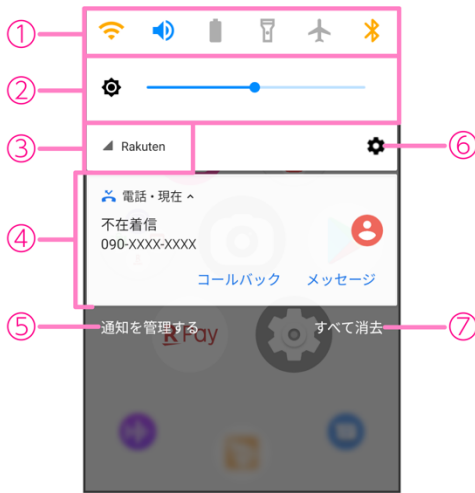 ①
②
③ Rakuten ⑥
④ 電話・現在
不在着信
090-XXXX-XXXX
コールバック メッセージ
⑤ 通知を管理する すべて消去 ⑦
R Pay